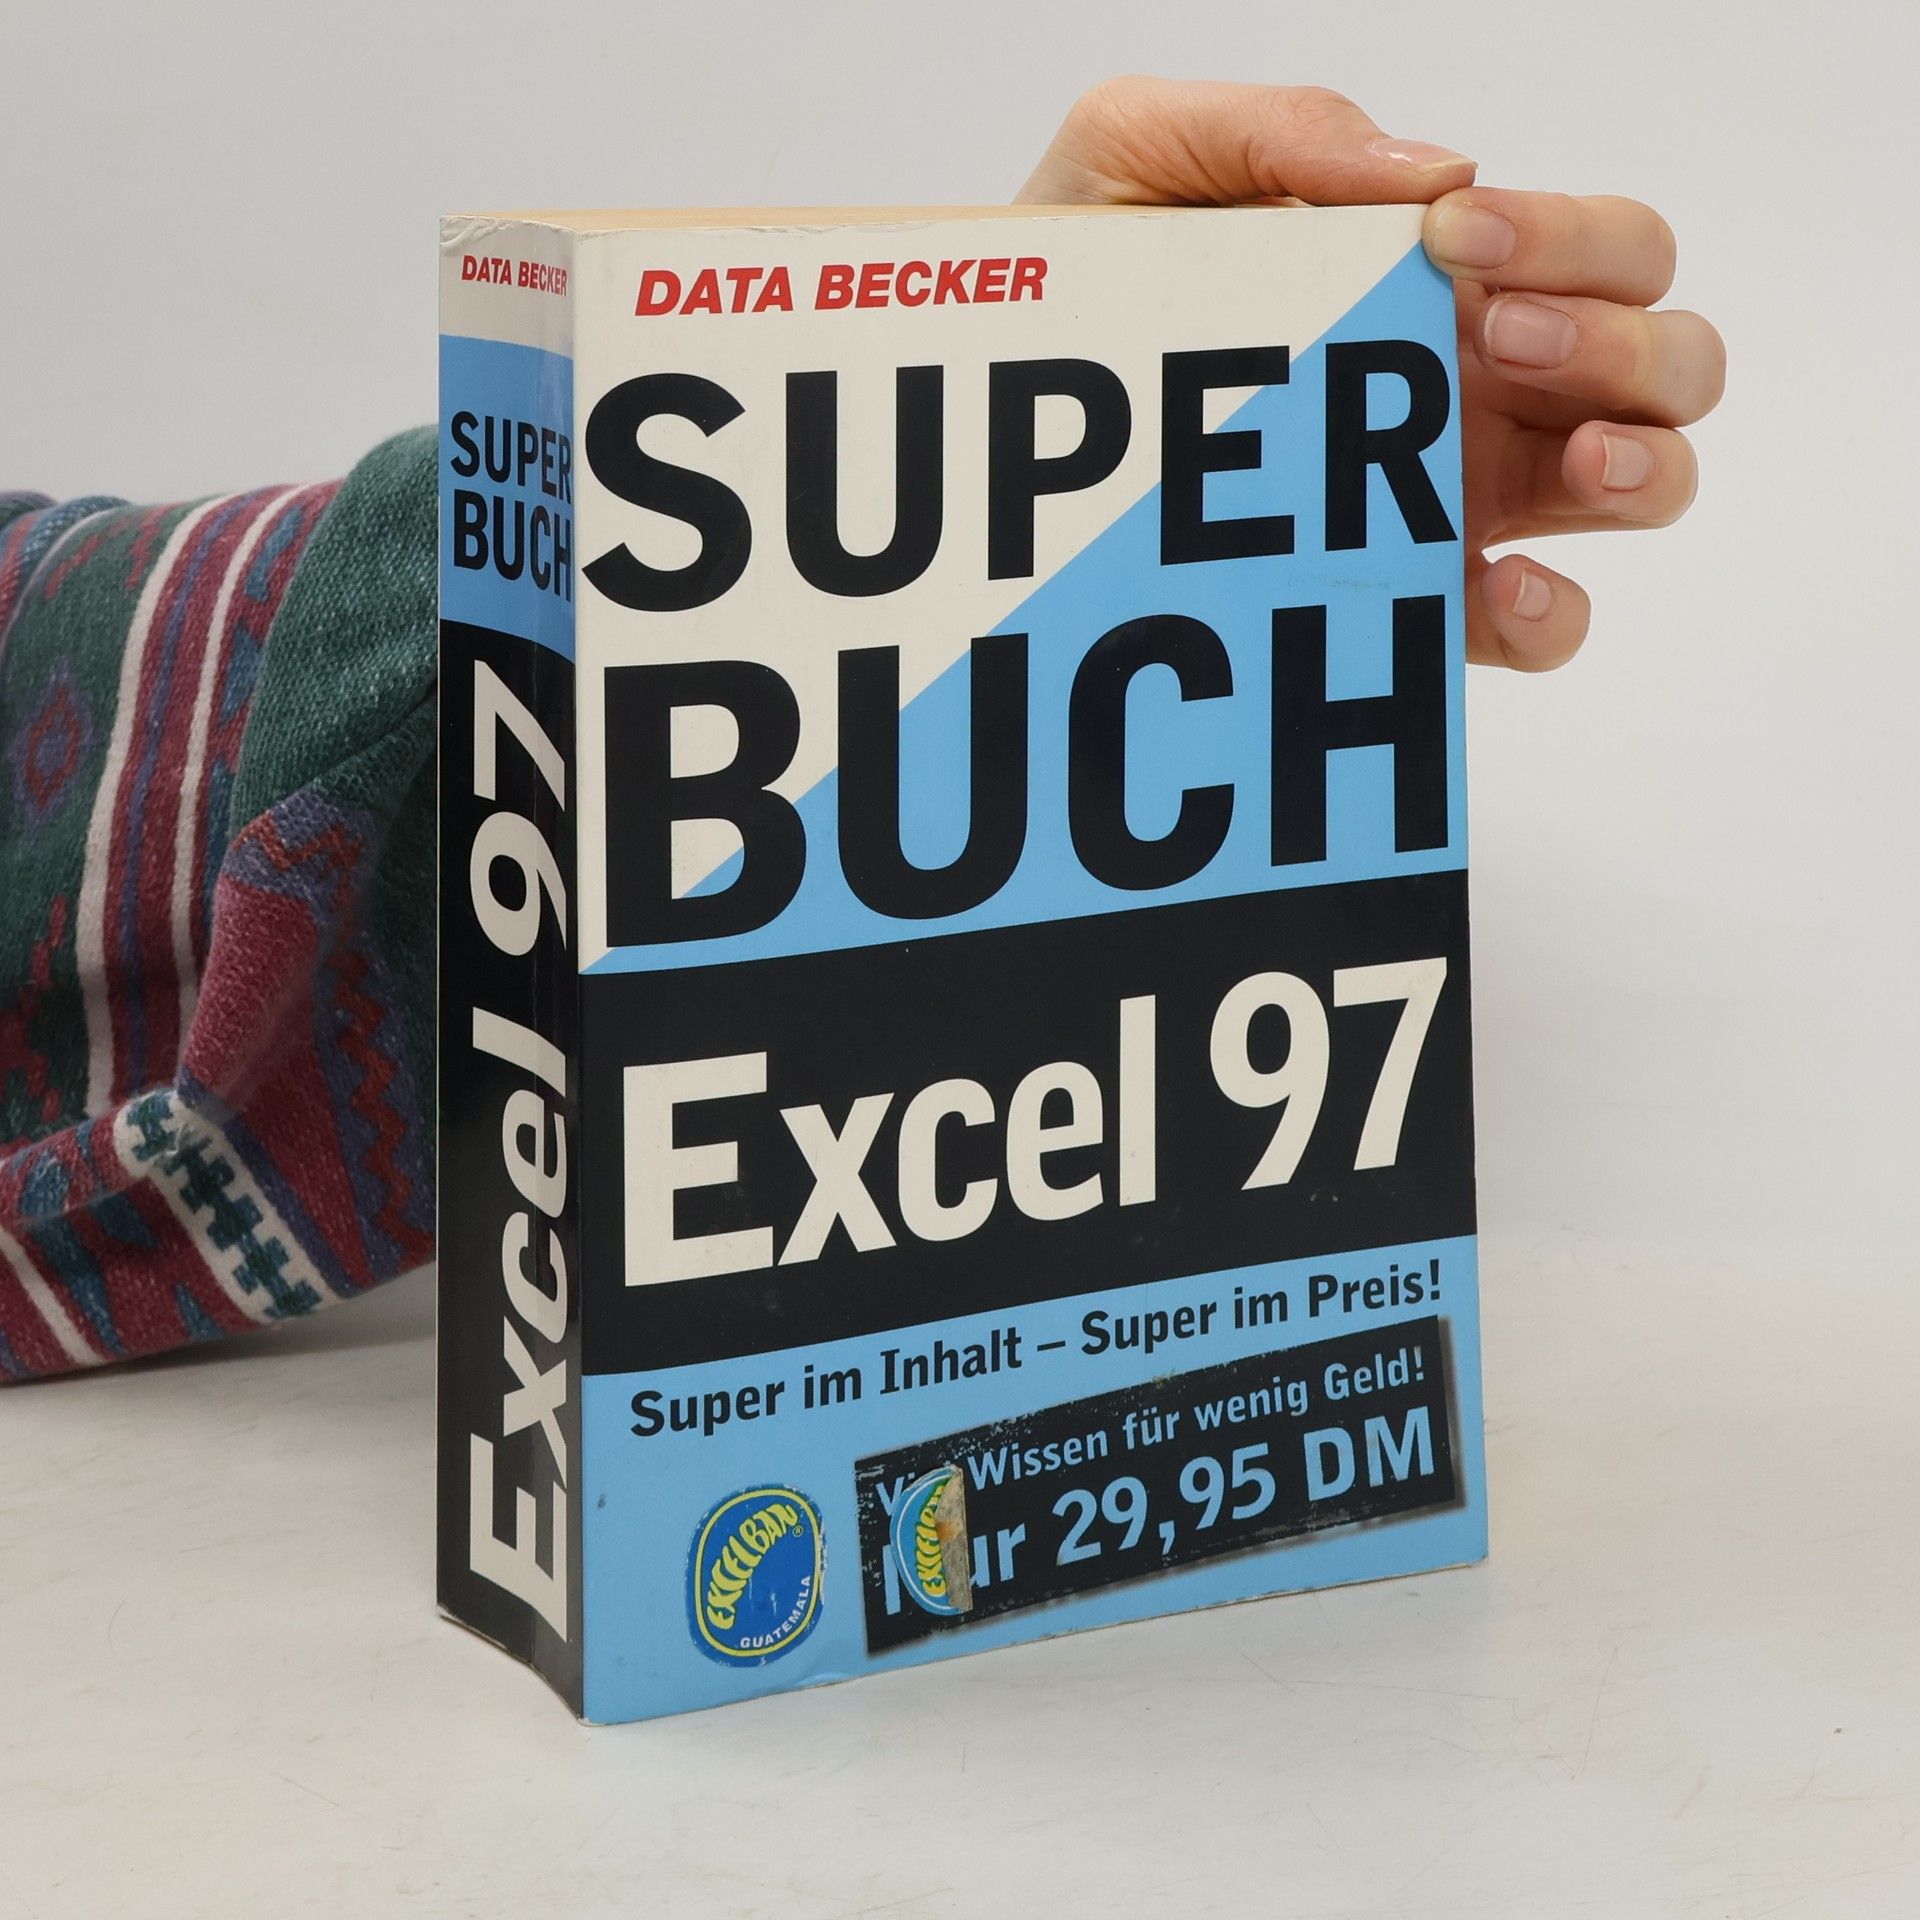 DATA BECKER
SUPER
BUCH
Excel 97
DATA BECKER
SUPER
BUCH
Excel 97
Super im Inhalt – Super im Preis!
Wissen für wenig Geld!
29,95 DM
EXCELBAN®
GUATEMALA